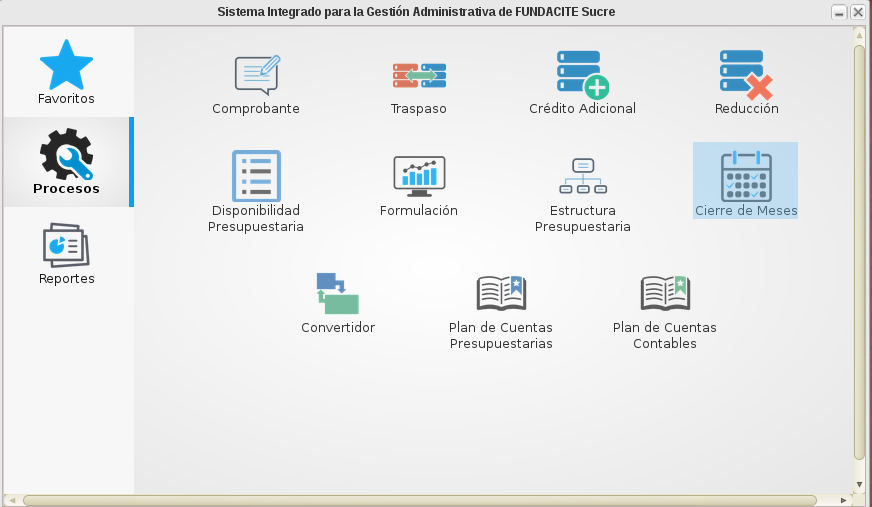 Sistema Integrado para la Gestión Administrativa de FUNDACITE Sucre
Favoritos
Procesos
Reportes
Comprobante
Traspaso
Crédito Adicional
Reducción
Disponibilidad
Presupuestaria
Formulación
Estructura
Presupuestaria
Cierre de Meses
Convertidor
Plan de Cuentas
Presupuestarias
Plan de Cuentas
Contables